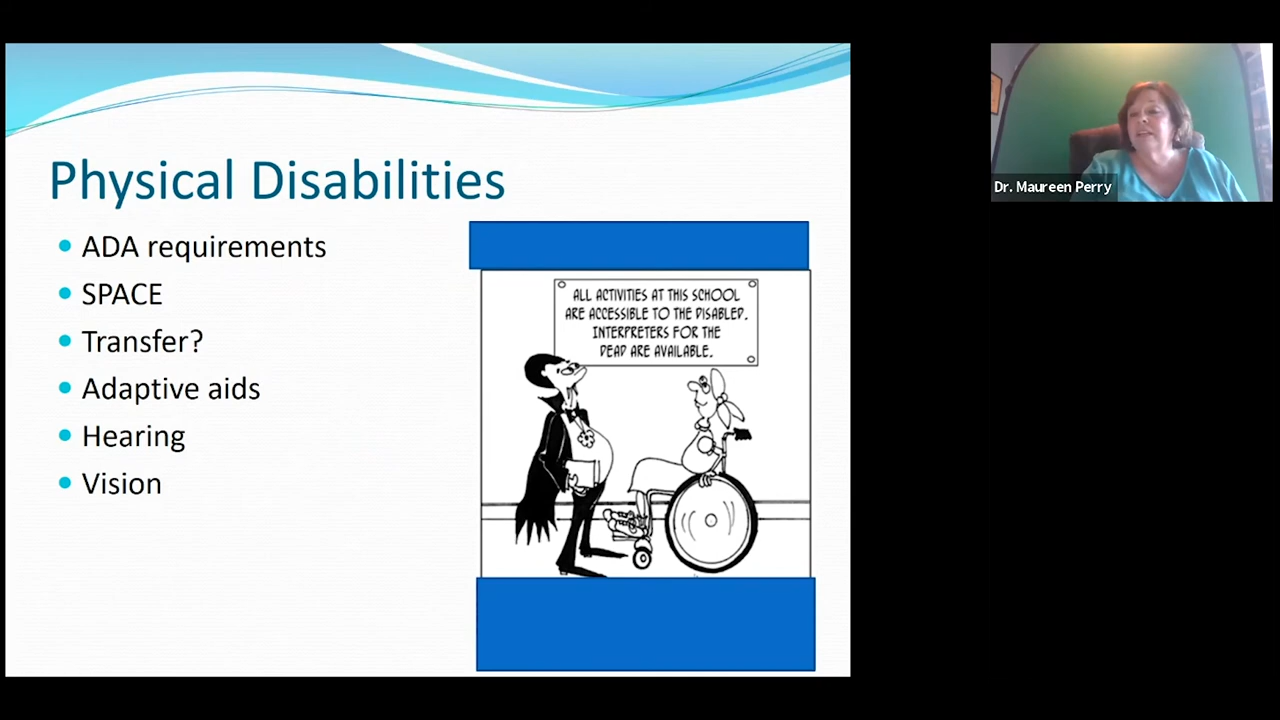 Physical Disabilities
ADA requirements
SPACE
Transfer?
Adaptive aids
Hearing
Vision
ALL ACTIVITIES AT THIS SCHOOL
ARE ACCESSIBLE TO THE DISABLED.
INTERPRETERS FOR THE
DEAD ARE AVAILABLE.
Dr. Maureen Perry